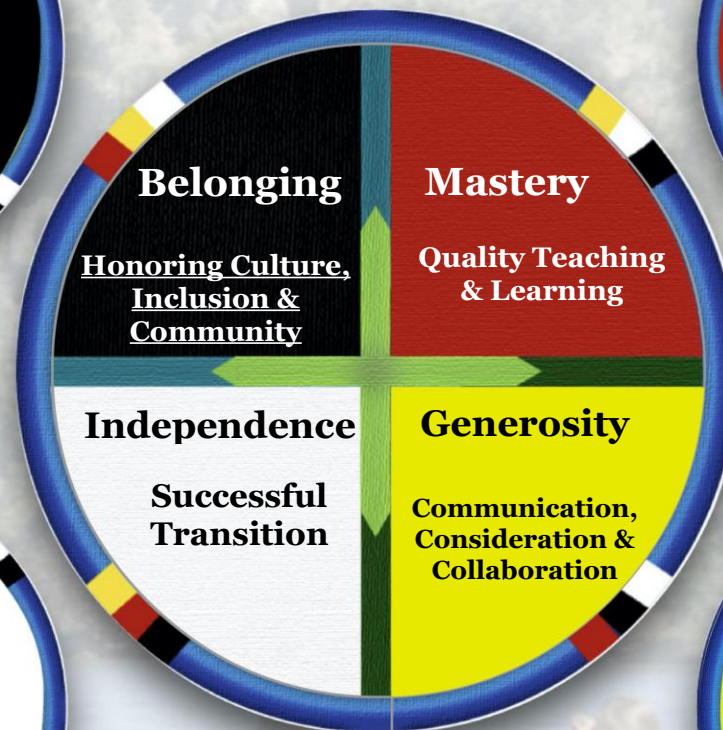 Belonging
Honoring Culture,
Inclusion &
Community
Mastery
Quality Teaching
& Learning
Independence
Successful
Transition
Generosity
Communication,
Consideration &
Collaboration